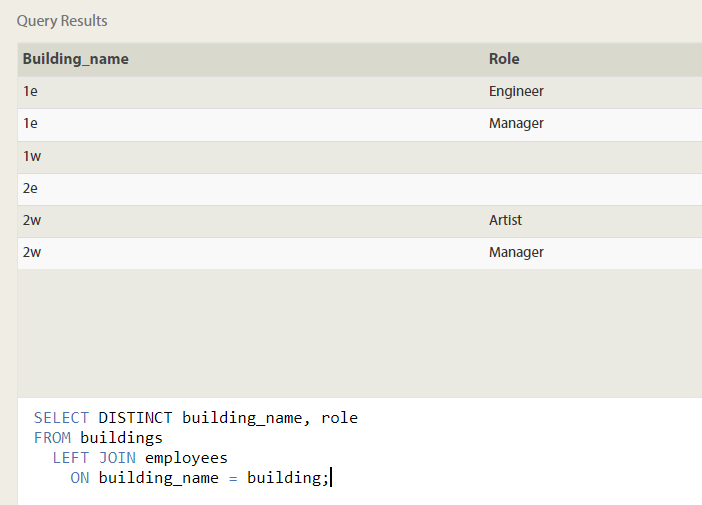 Query Results
Building_name Role
1e Engineer
1e Manager
1w
2e
2w Artist
2w Manager
SELECT DISTINCT building_name, role
FROM buildings
LEFT JOIN employees
ON building_name = building;